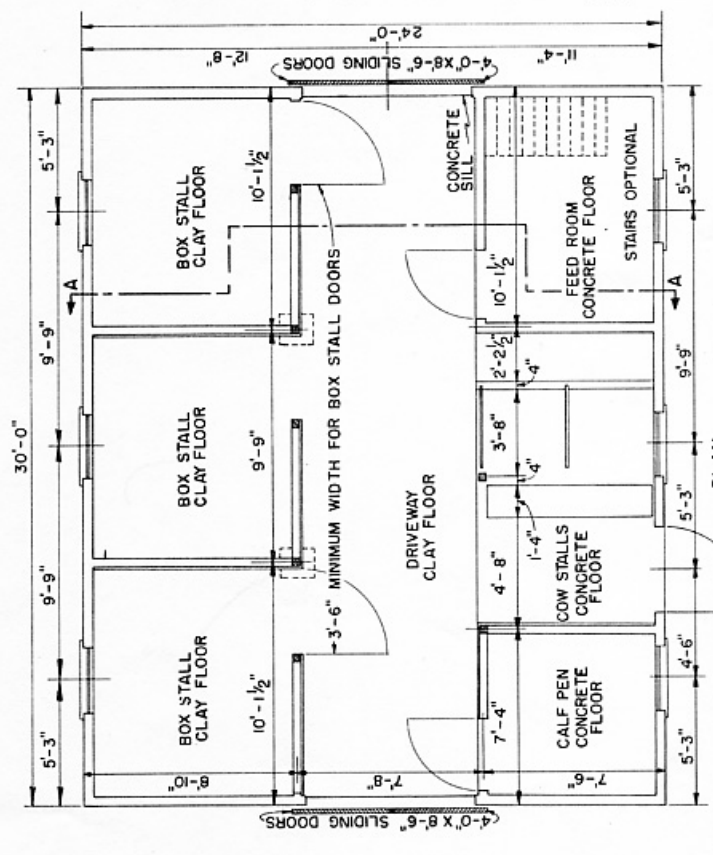 24'-0"
12'-8"
11'-4"
4'-0"X8'-6" SLIDING DOORS
30'-0"
5'-3"
9'-9"
9'-9"
5'-3"
BOX STALL
CLAY FLOOR
10'-1½"
BOX STALL
CLAY FLOOR
9'-9"
BOX STALL
CLAY FLOOR
10'-1½"
A
A
3'-6" MINIMUM WIDTH FOR BOX STALL DOORS
CONCRETE
SILL
DRIVEWAY
CLAY FLOOR
FEED ROOM
CONCRETE FLOOR
STAIRS OPTIONAL
10'-1½"
2'-2½"
4"
3'-8"
4"
1'-4"
4'-8"
COW STALLS
CONCRETE
FLOOR
7'-4"
CALF PEN
CONCRETE
FLOOR
5'-3"
9'-9"
5'-3"
4'-6"
5'-3"
8'-10"
7'-8"
7'-6"
4'-0"X 8'-6" SLIDING DOORS